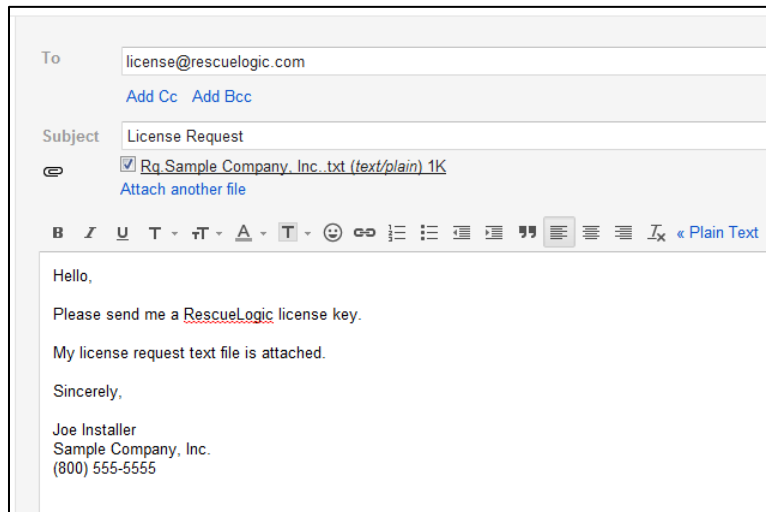 To
license@rescuelogic.com
Add Cc Add Bcc
Subject
License Request
Rq.Sample Company, Inc..txt (text/plain) 1K
Attach another file
B I U T тT A T Tx « Plain Text
Hello,
Please send me a RescueLogic license key.
My license request text file is attached.
Sincerely,
Joe Installer
Sample Company, Inc.
(800) 555-5555